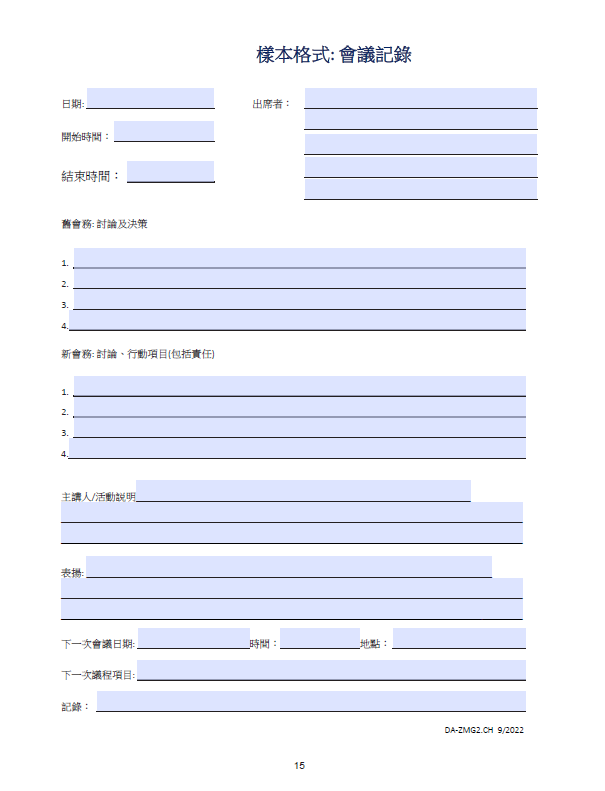 樣本格式: 會議記錄
日期: 出席者：
開始時間：
結束時間：
舊會務: 討論及決策
1.
2.
3.
4.
新會務: 討論、行動項目(包括責任)
1.
2.
3.
4.
主講人/活動説明
表揚:
下一次會議日期: 時間： 地點：
下一次議程項目:
記錄：
DA-ZMG2.CH 9/2022
15